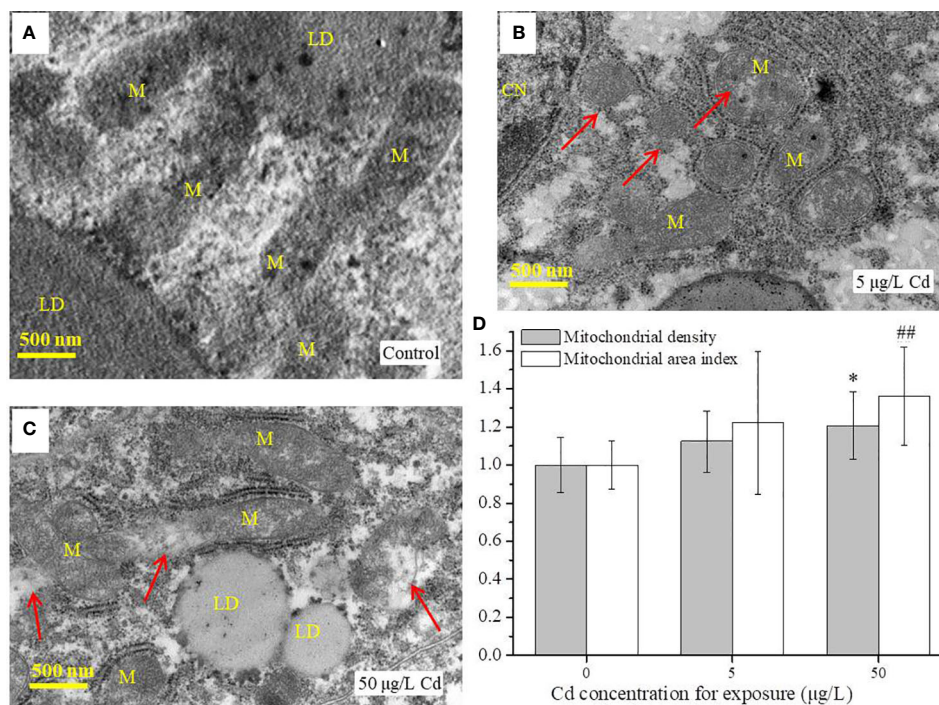 A
LD
M
M
M
M
LD
M
500 nm
Control
B
M
CN
M
M
500 nm
5 µg/L Cd
C
M
M
M
LD
LD
M
500 nm
50 µg/L Cd
D
Mitochondrial density
Mitochondrial area index
*
##
1.6
1.4
1.2
1.0
0.8
0.6
0.4
0.2
0.0
0
5
50
Cd concentration for exposure (µg/L)